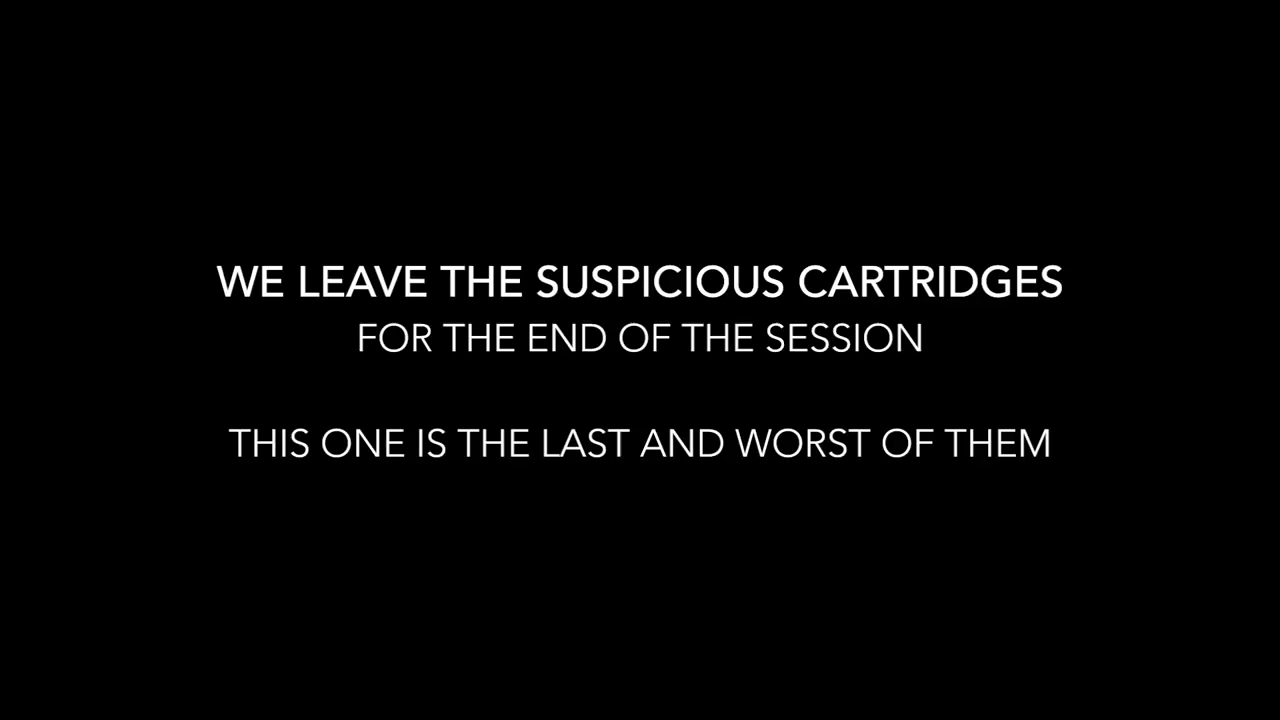 WE LEAVE THE SUSPICIOUS CARTRIDGES
FOR THE END OF THE SESSION
THIS ONE IS THE LAST AND WORST OF THEM